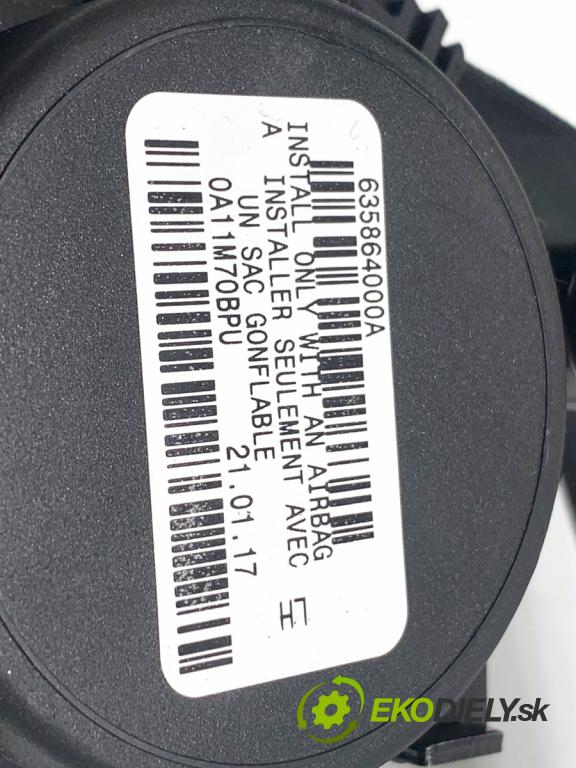 635864000A
INSTALL ONLY WITH AN AIRBAG
A INSTALLER SEULEMENT AVEC
UN SAC GONFLABLE
0A11M70BPU 21.01.17
EKODIELY.sk